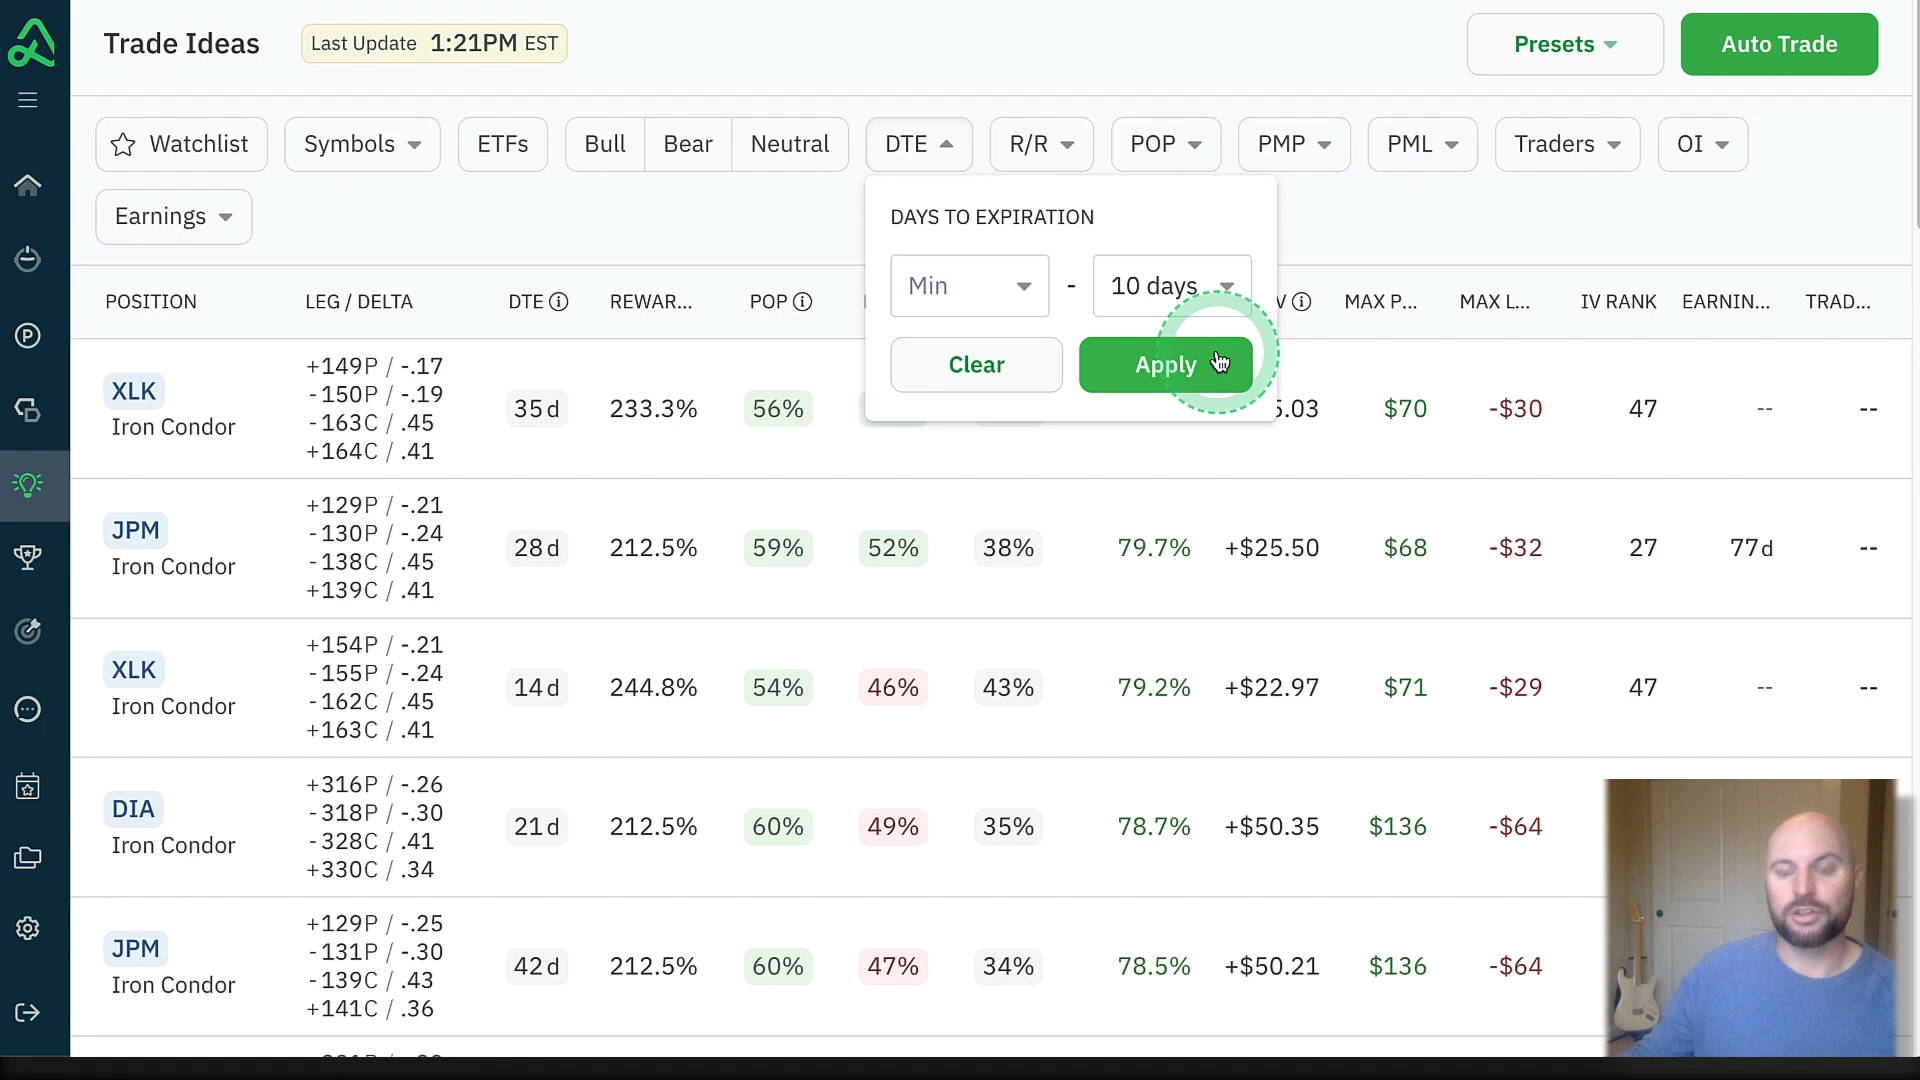 Trade Ideas
Last Update 1:21PM EST
Presets
Auto Trade
Watchlist
Symbols
ETFs
Bull
Bear
Neutral
DTE
R/R
POP
PMP
PML
Traders
OI
Earnings
DAYS TO EXPIRATION
Min - 10 days
Clear
Apply
POSITION
LEG / DELTA
DTE
REWAR...
POP
V
MAX P...
MAX L...
IV RANK
EARNIN...
TRAD...
XLK
Iron Condor
+149P / -.17
-150P / -.19
-163C / .45
+164C / .41
35d
233.3%
56%
5.03
$70
-$30
47
--
--
JPM
Iron Condor
+129P / -.21
-130P / -.24
-138C / .45
+139C / .41
28d
212.5%
59%
52%
38%
79.7%
+$25.50
$68
-$32
27
77d
--
XLK
Iron Condor
+154P / -.21
-155P / -.24
-162C / .45
+163C / .41
14d
244.8%
54%
46%
43%
79.2%
+$22.97
$71
-$29
47
--
--
DIA
Iron Condor
+316P / -.26
-318P / -.30
-328C / .41
+330C / .34
21d
212.5%
60%
49%
35%
78.7%
+$50.35
$136
-$64
JPM
Iron Condor
+129P / -.25
-131P / -.30
-139C / .43
+141C / .36
42d
212.5%
60%
47%
34%
78.5%
+$50.21
$136
-$64